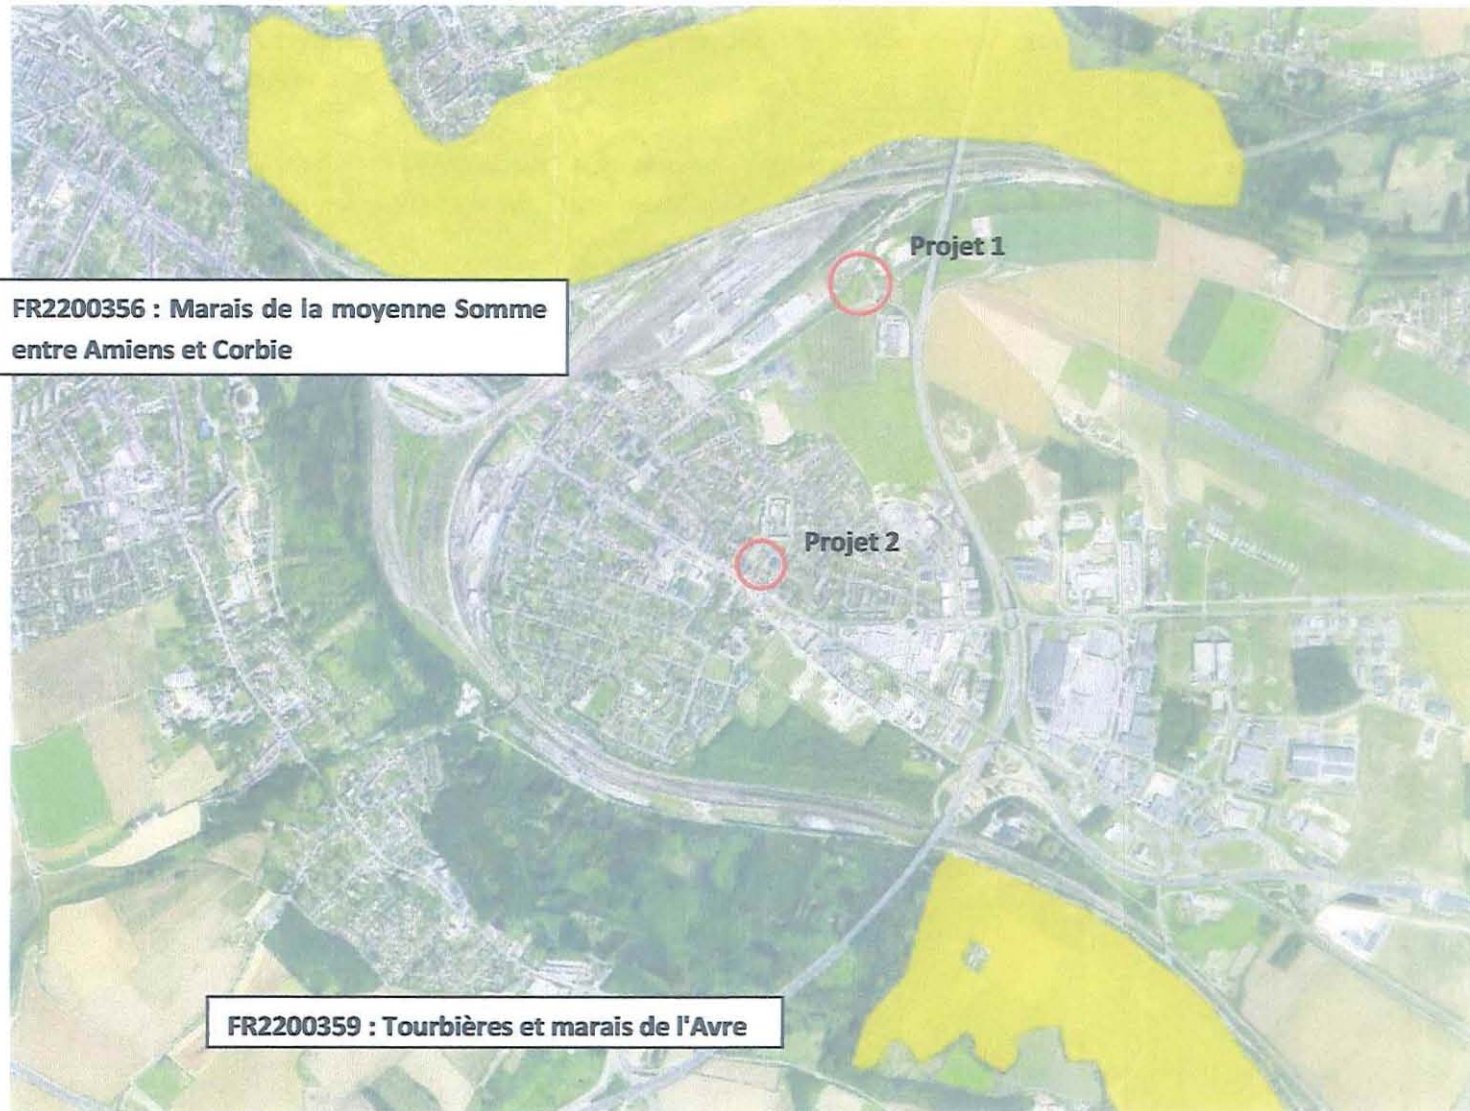 Projet 1
FR2200356 : Marais de la moyenne Somme
entre Amiens et Corbie
Projet 2
FR2200359 : Tourbières et marais de l'Avre